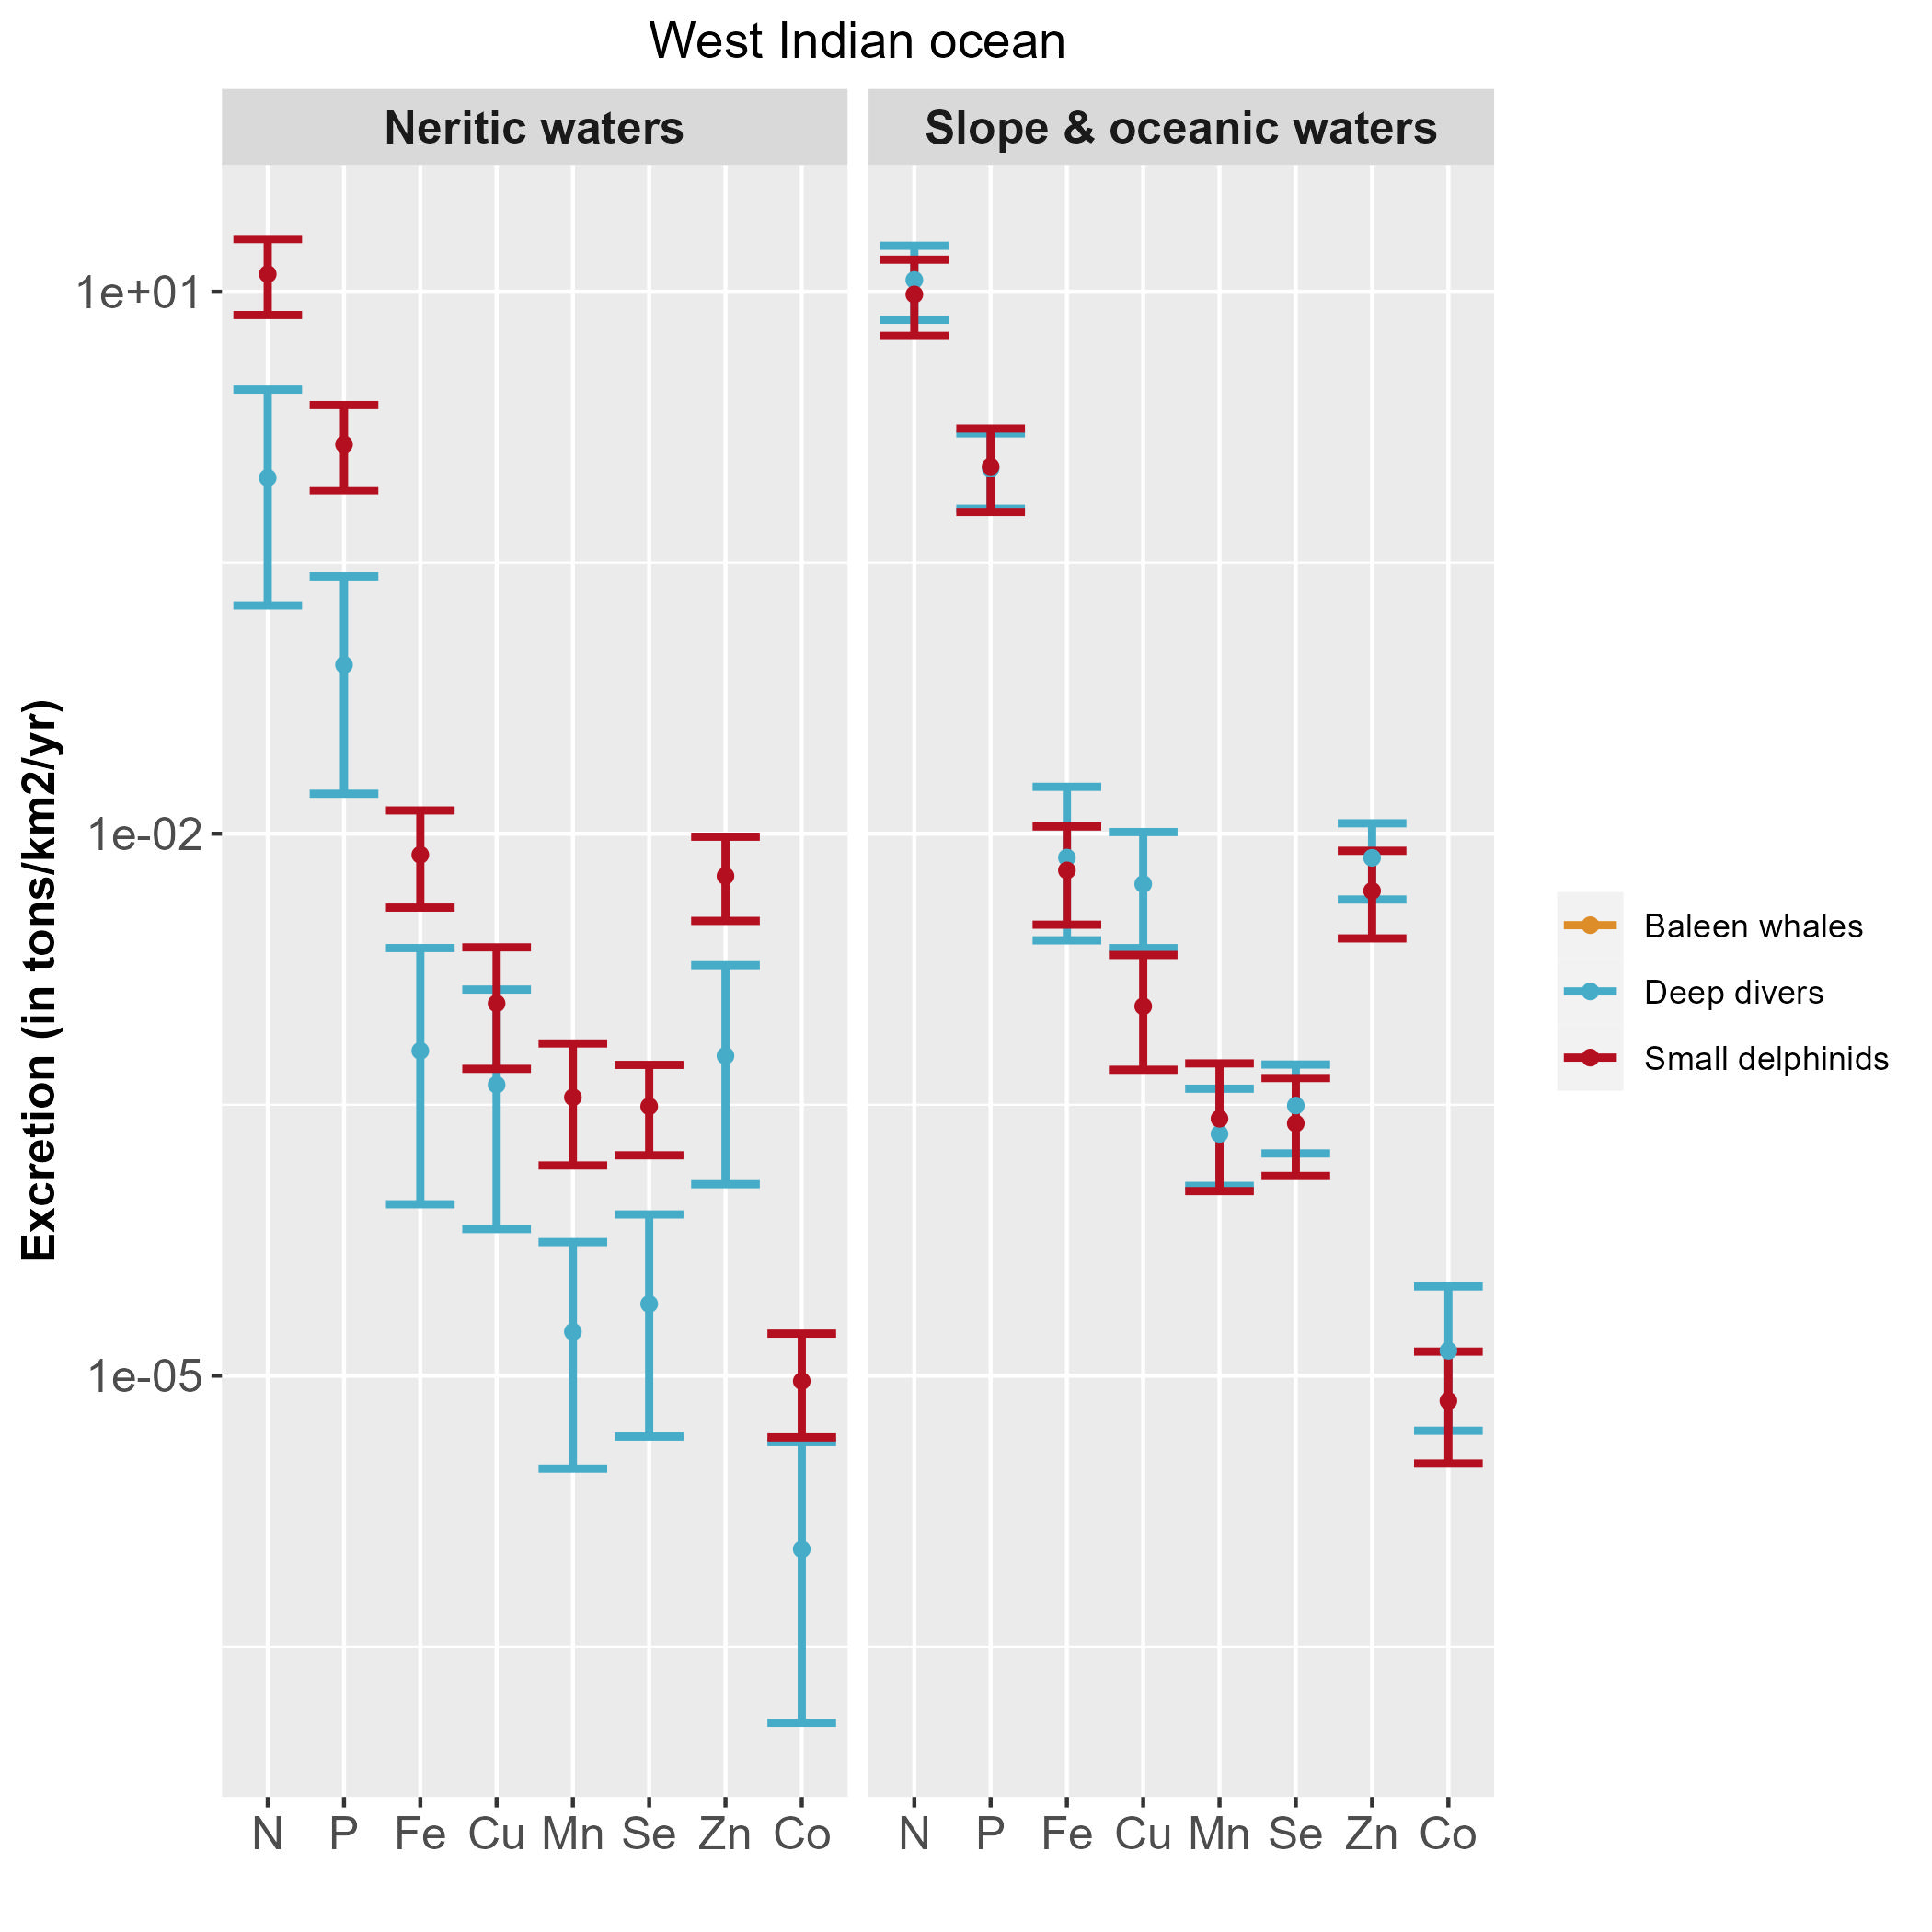 West Indian ocean
Neritic waters
Slope & oceanic waters
Excretion (in tons/km2/yr)
1e+01
1e-02
1e-05
N P Fe Cu Mn Se Zn Co
N P Fe Cu Mn Se Zn Co
Baleen whales
Deep divers
Small delphinids